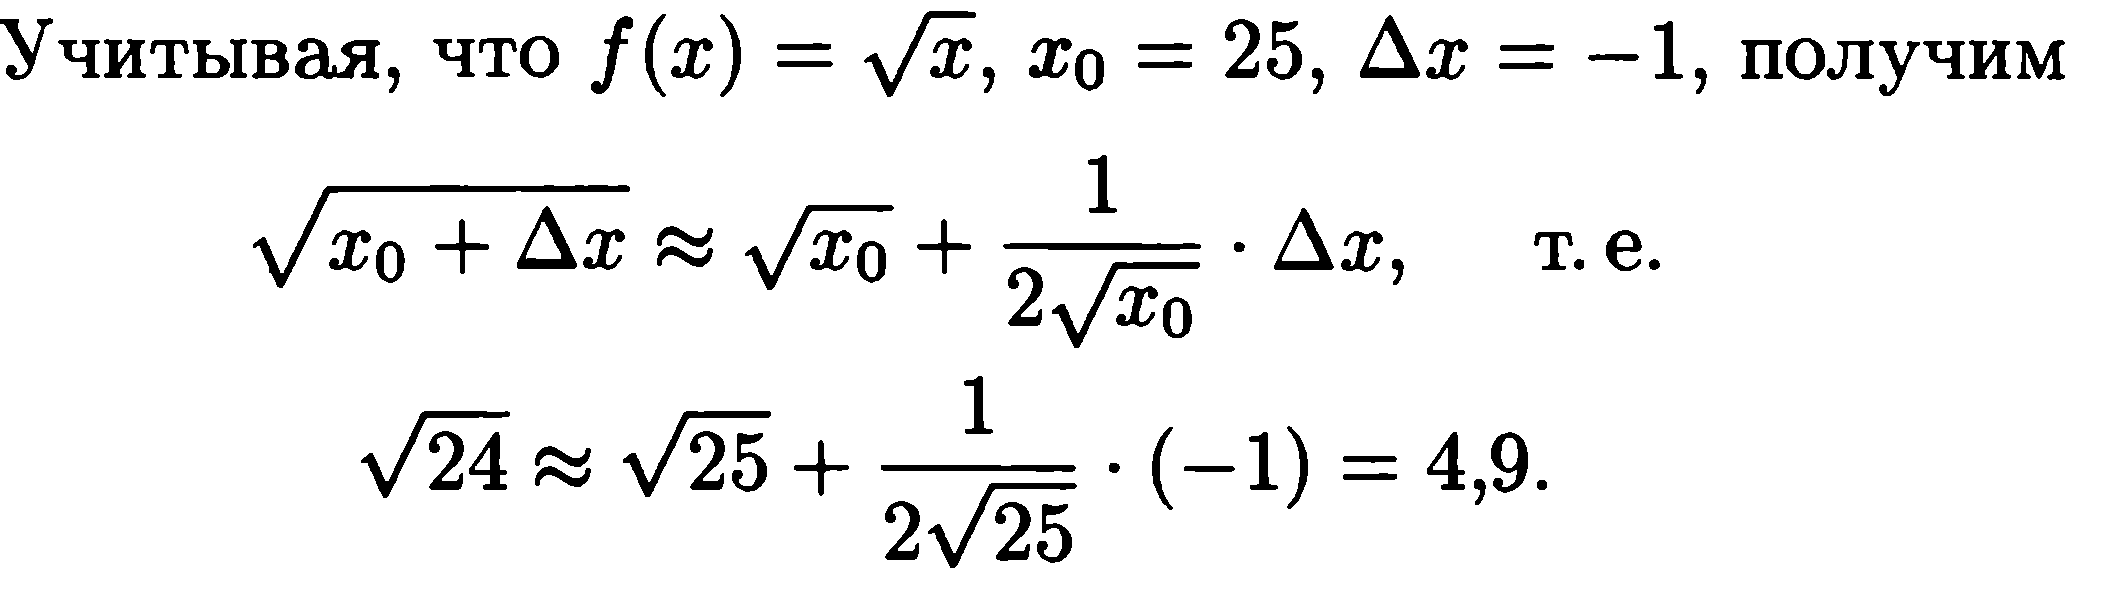 Учитывая, что f(x) = √x, x₀ = 25, Δx = −1, получим
√(x₀ + Δx) ≈ √x₀ + 1/(2√x₀) · Δx, т. е.
√24 ≈ √25 + 1/(2√25) · (−1) = 4,9.